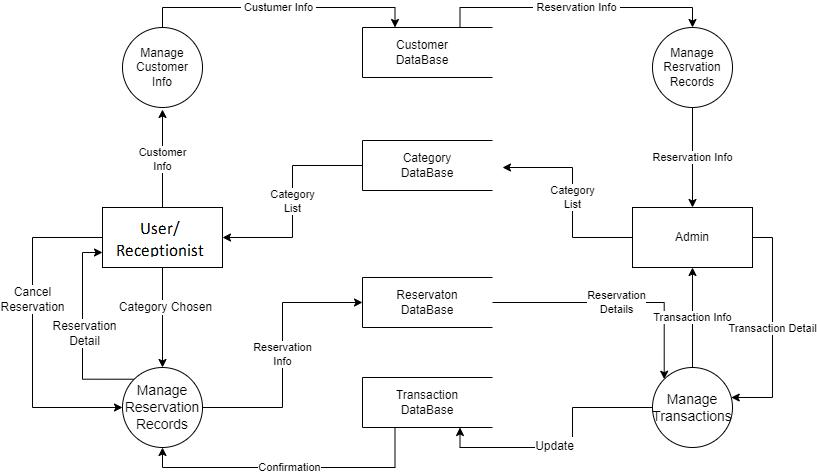 Custumer Info
Reservation Info
Manage
Customer
Info
Customer
DataBase
Manage
Resrvation
Records
Customer
Info
Category
DataBase
Reservation Info
Category
List
Category
List
User/
Receptionist
Admin
Cancel
Reservation
Category Chosen
Reservation
Detail
Reservaton
DataBase
Reservation
Details
Transaction Info
Transaction Detail
Reservation
Info
Manage
Reservation
Records
Transaction
DataBase
Manage
Transactions
Update
Confirmation